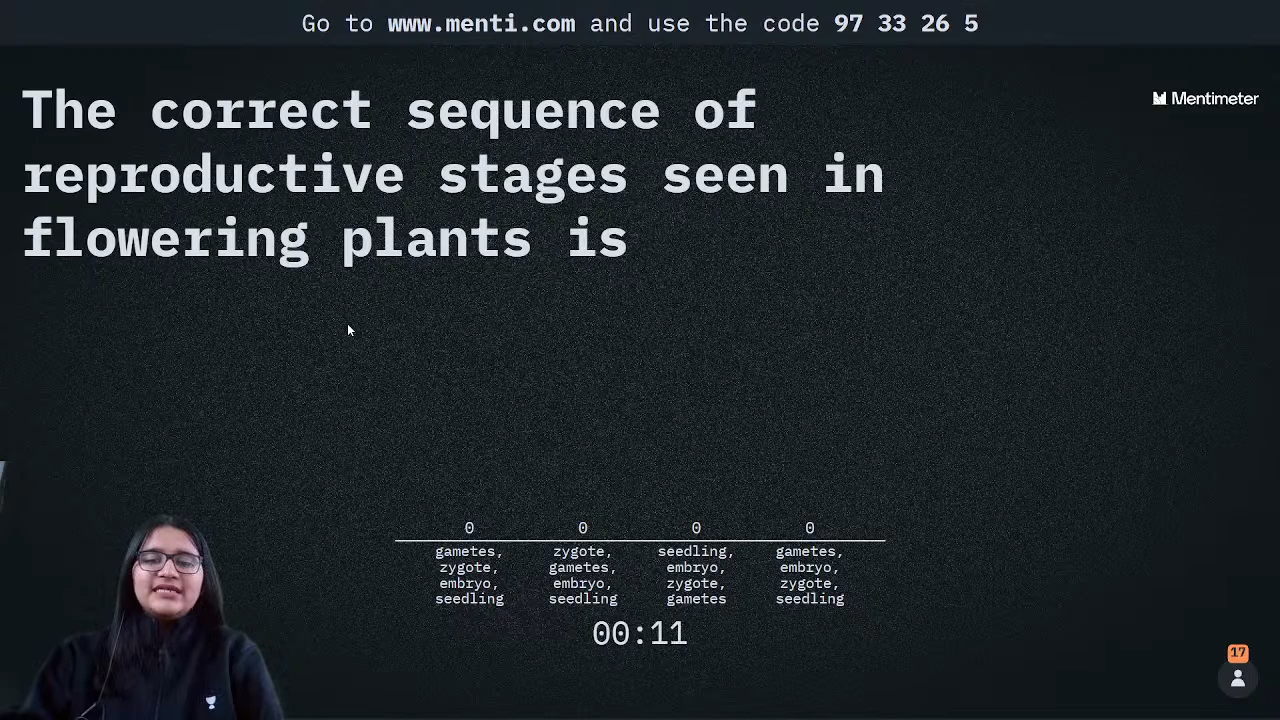 Go to www.menti.com and use the code 97 33 26 5
The correct sequence of
reproductive stages seen in
flowering plants is
Mentimeter
0 0 0 0
gametes,
zygote,
embryo,
seedling
zygote,
gametes,
embryo,
seedling
seedling,
embryo,
zygote,
gametes
gametes,
embryo,
zygote,
seedling
00:11
17